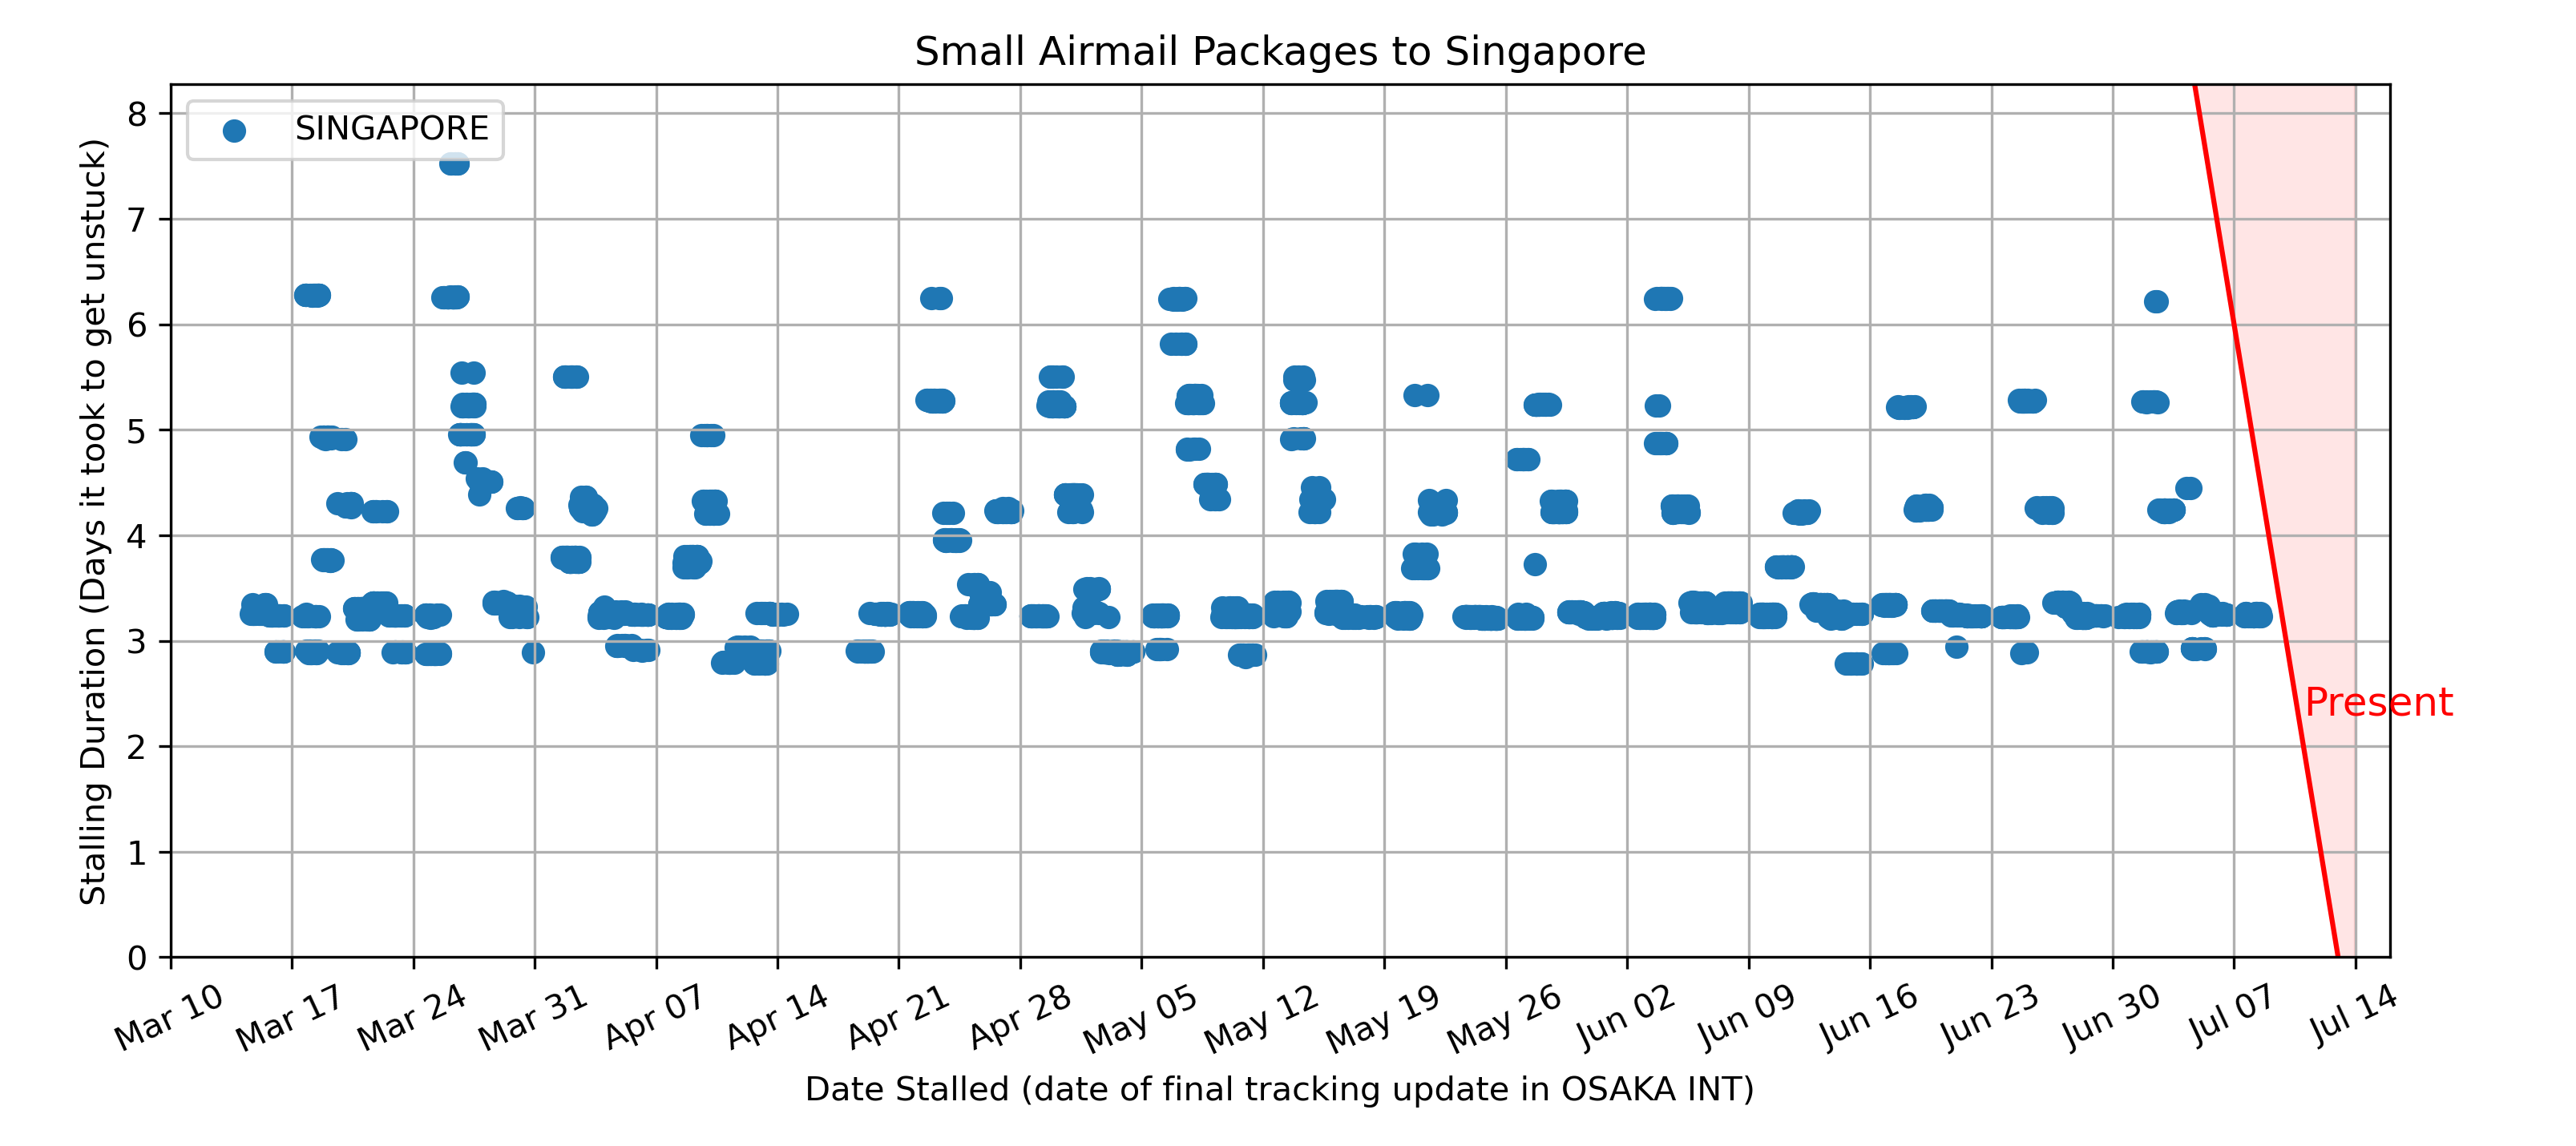 Small Airmail Packages to Singapore
SINGAPORE
Stalling Duration (Days it took to get unstuck)
8
7
6
5
4
3
2
1
0
Present
Mar 10 Mar 17 Mar 24 Mar 31 Apr 07 Apr 14 Apr 21 Apr 28 May 05 May 12 May 19 May 26 Jun 02 Jun 09 Jun 16 Jun 23 Jun 30 Jul 07 Jul 14
Date Stalled (date of final tracking update in OSAKA INT)